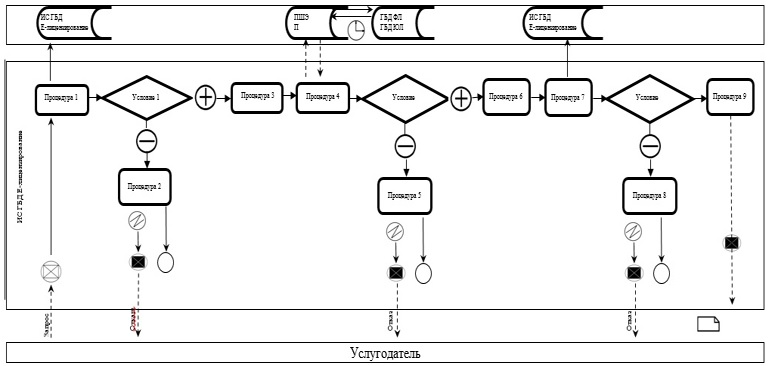 ИС ГБД
Е-лицензирование
ПШЭ
П
ГБД ФЛ
ГБД ЮЛ
ИС ГБД
Е-лицензирование
ИС ГБД Е-лицензирование
Процедура 1
Условие 1
Процедура 3
Процедура 4
Условие
Процедура 6
Процедура 7
Условие
Процедура 9
Процедура 2
Процедура 5
Процедура 8
Запрос
Отказ
Отказ
Услугодатель